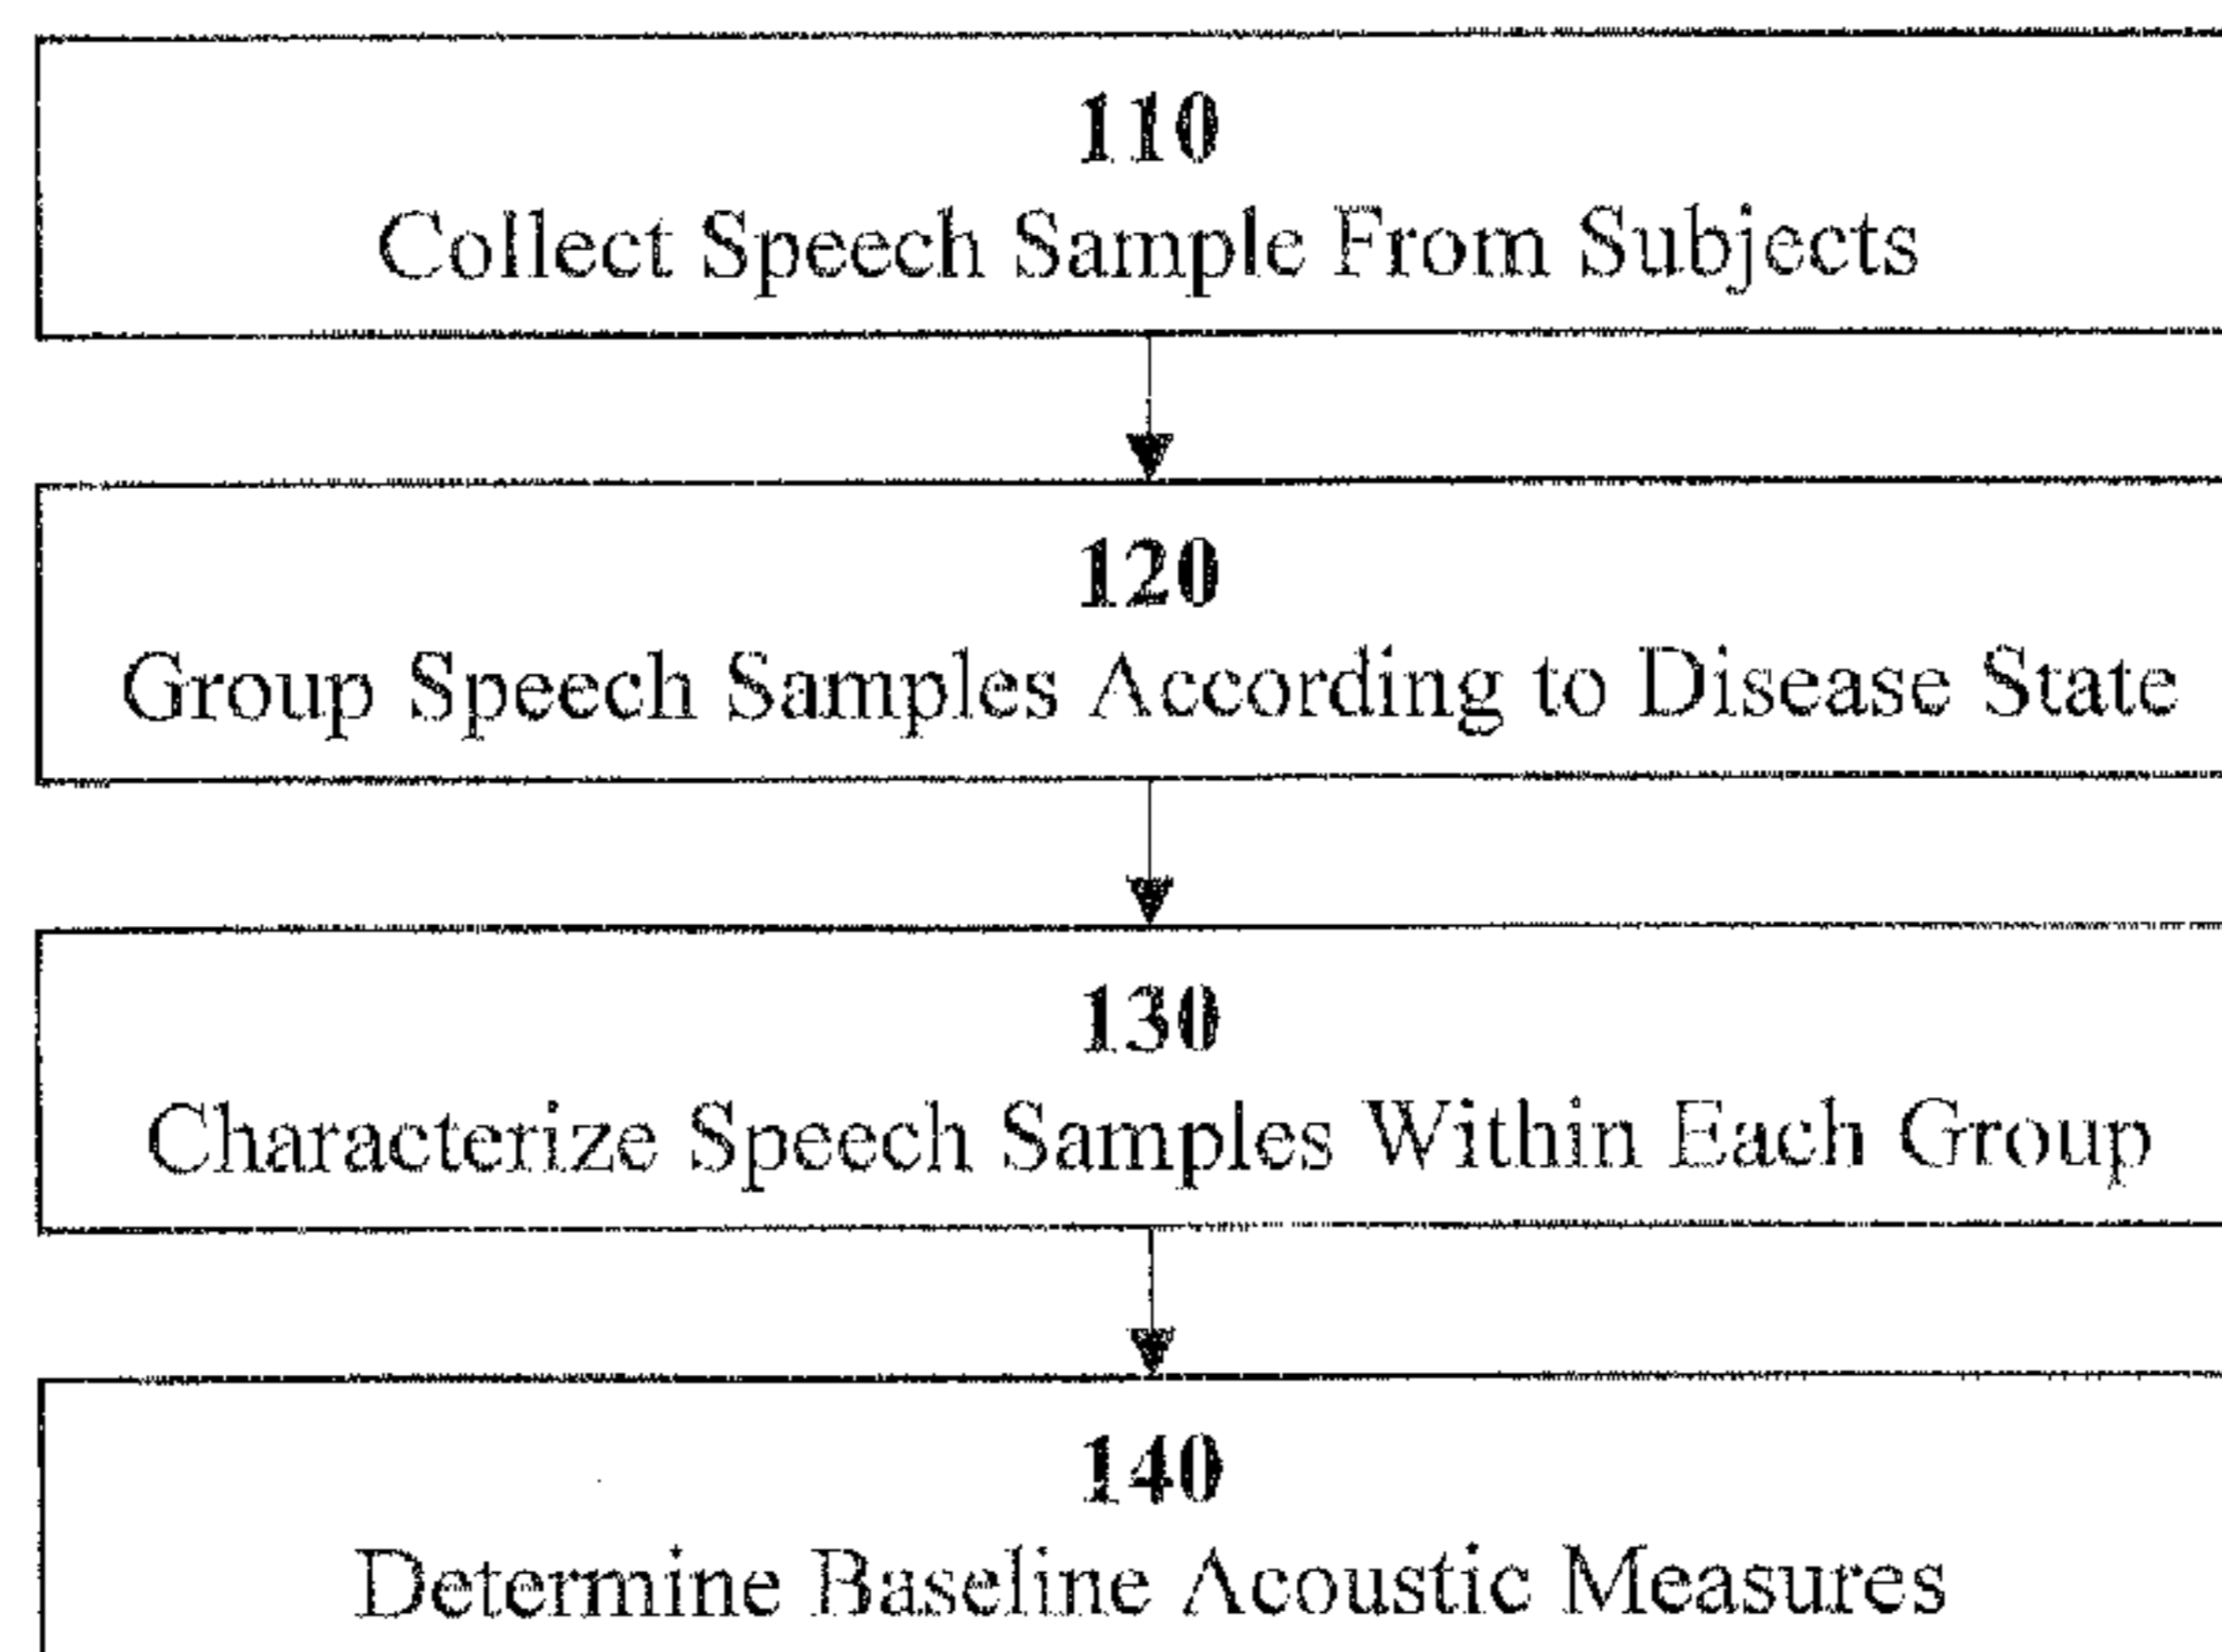 110
Collect Speech Sample From Subjects
120
Group Speech Samples According to Disease State
130
Characterize Speech Samples Within Each Group
140
Determine Baseline Acoustic Measures